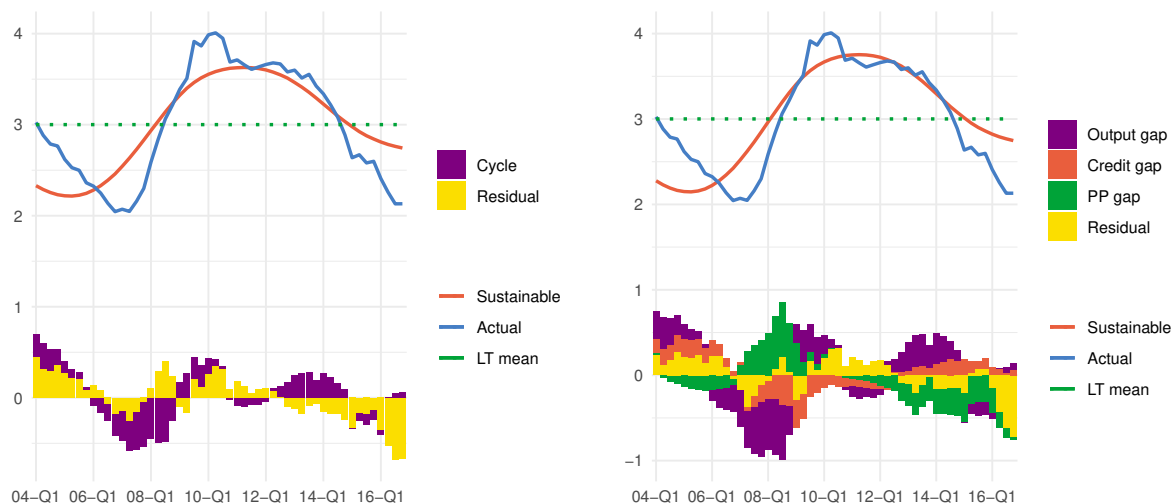 4
3
2
1
0
04−Q1 06−Q1 08−Q1 10−Q1 12−Q1 14−Q1 16−Q1
Cycle
Residual
Sustainable
Actual
LT mean
4
3
2
1
0
−1
04−Q1 06−Q1 08−Q1 10−Q1 12−Q1 14−Q1 16−Q1
Output gap
Credit gap
PP gap
Residual
Sustainable
Actual
LT mean